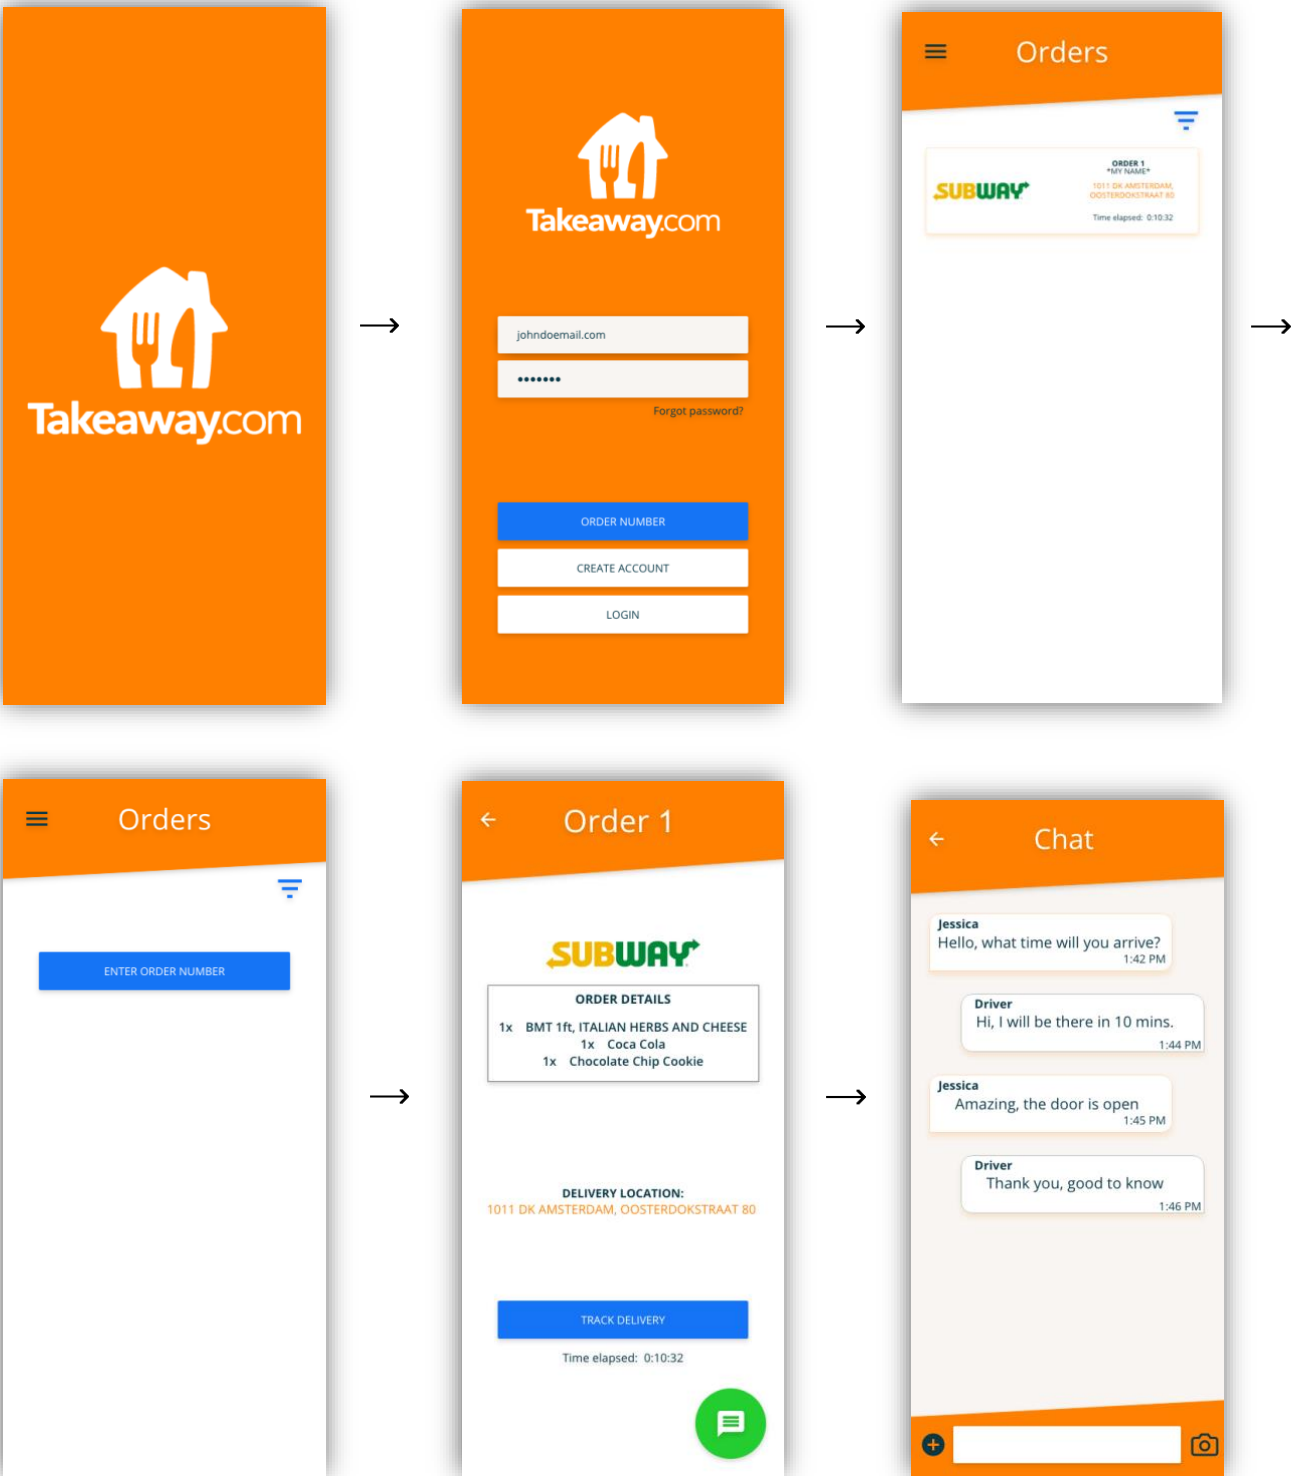 Takeaway.com
Takeaway.com
johndoemail.com
•••••••
Forgot password?
ORDER NUMBER
CREATE ACCOUNT
LOGIN
Orders
SUBWAY
ORDER 1
*MY NAME*
1011 DK AMSTERDAM,
OOSTERDOKSTRAAT 80
Time elapsed: 0:10:32
Orders
ENTER ORDER NUMBER
Order 1
SUBWAY
ORDER DETAILS
1x BMT 1ft, ITALIAN HERBS AND CHEESE
1x Coca Cola
1x Chocolate Chip Cookie
DELIVERY LOCATION:
1011 DK AMSTERDAM, OOSTERDOKSTRAAT 80
TRACK DELIVERY
Time elapsed: 0:10:32
Chat
Jessica
Hello, what time will you arrive?
1:42 PM
Driver
Hi, I will be there in 10 mins.
1:44 PM
Jessica
Amazing, the door is open
1:45 PM
Driver
Thank you, good to know
1:46 PM